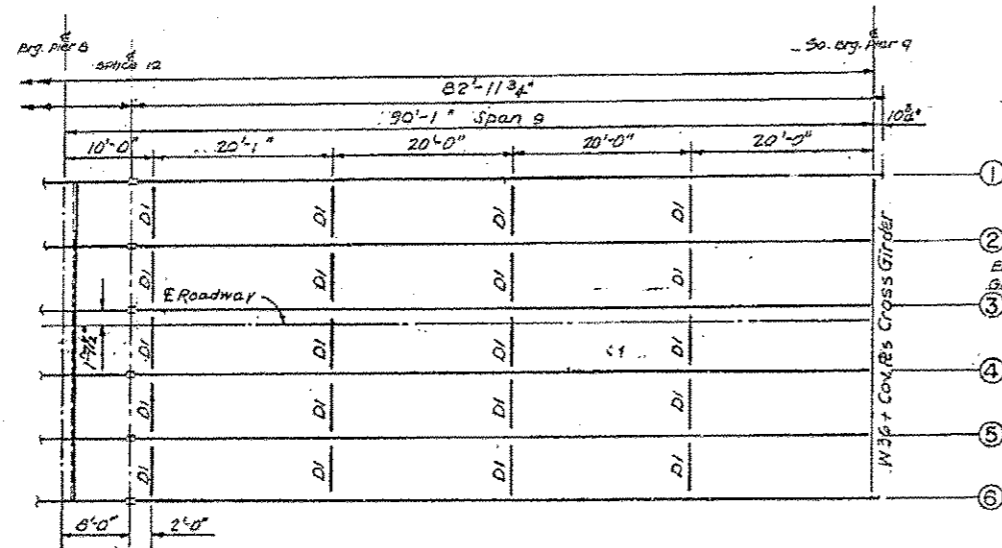 ℄ ℄
Brg. Pier 8 So. Brg. Pier 9
℄
Splice 12
82'-11¾"
90'-1" Span 9
10'-0" 20'-1" 20'-0" 20'-0" 20'-0"
1
D1 D1 D1 D1
2
D1 D1 D1 D1
℄ Roadway
3
D1 D1 D1 D1
4
D1 D1 D1 D1
5
D1 D1 D1 D1
6
W36 + Cov. PLs Cross Girder
8'-0" 2'-0"